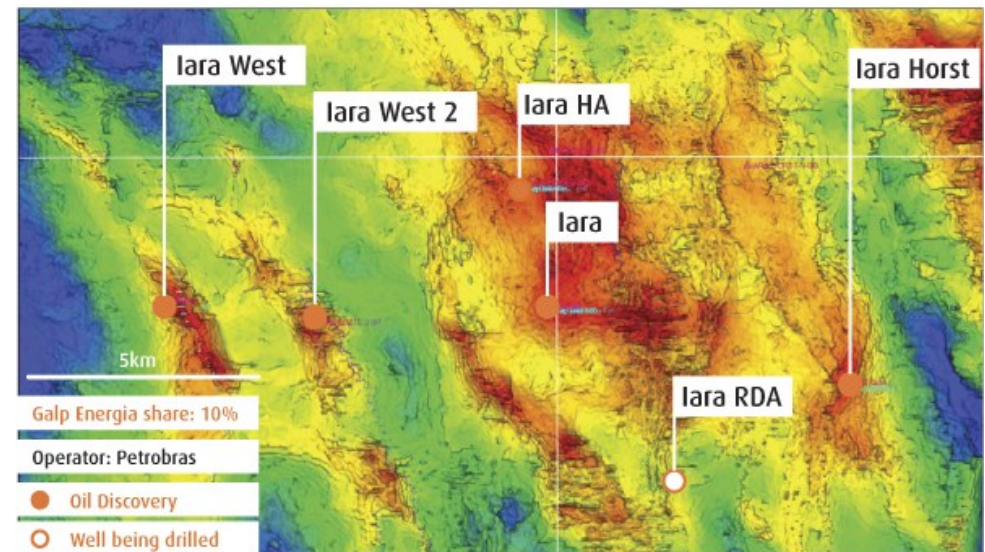 Iara West
Iara West 2
Iara HA
Iara Horst
Iara
Iara RDA
5km
Galp Energia share: 10%
Operator: Petrobras
Oil Discovery
Well being drilled